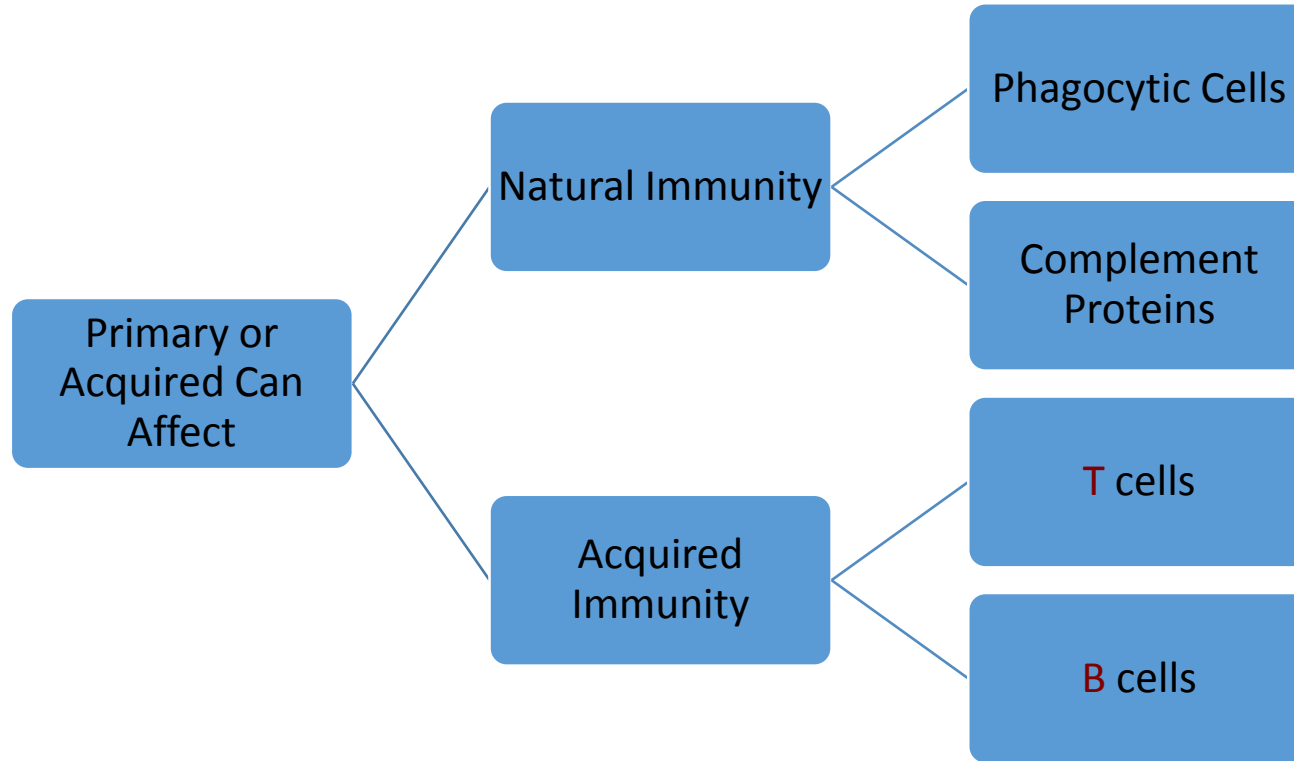 Primary or
Acquired Can
Affect
Natural Immunity
Acquired
Immunity
Phagocytic Cells
Complement
Proteins
T cells
B cells